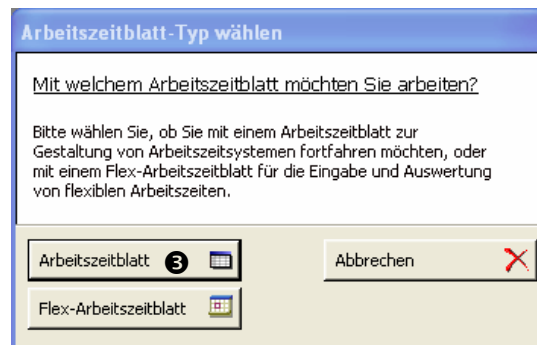 Arbeitszeitblatt-Typ wählen
Mit welchem Arbeitszeitblatt möchten Sie arbeiten?
Bitte wählen Sie, ob Sie mit einem Arbeitszeitblatt zur
Gestaltung von Arbeitszeitsystemen fortfahren möchten, oder
mit einem Flex-Arbeitszeitblatt für die Eingabe und Auswertung
von flexiblen Arbeitszeiten.
Arbeitszeitblatt ❸
Abbrechen
Flex-Arbeitszeitblatt